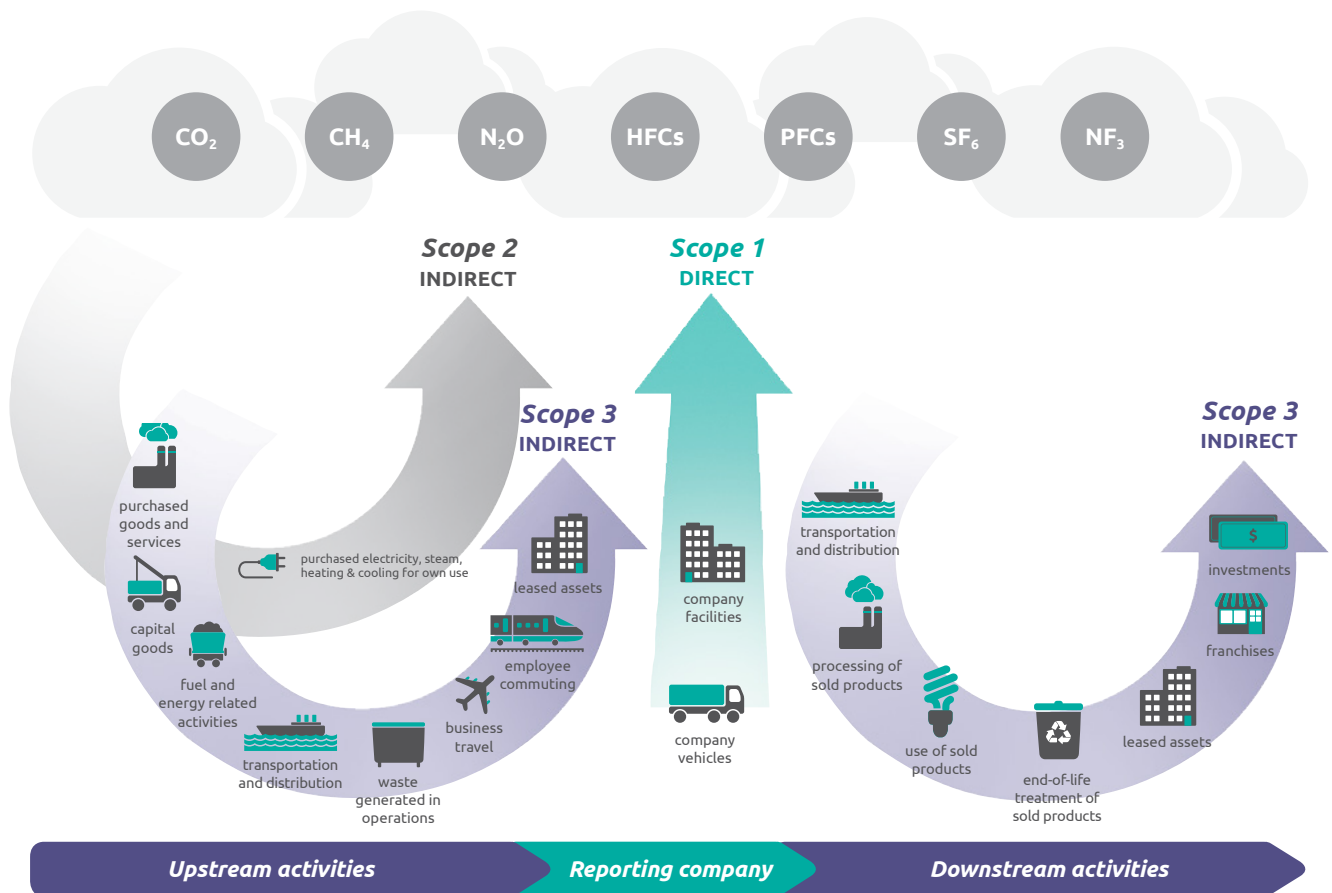 CO₂
CH₄
N₂O
HFCs
PFCs
SF₆
NF₃
Scope 2
INDIRECT
Scope 1
DIRECT
Scope 3
INDIRECT
Scope 3
INDIRECT
purchased
goods and
services
capital
goods
fuel and
energy related
activities
transportation
and distribution
waste
generated in
operations
business
travel
employee
commuting
leased assets
purchased electricity, steam,
heating & cooling for own use
company
facilities
company
vehicles
transportation
and distribution
processing of
sold products
use of sold
products
end-of-life
treatment of
sold products
leased assets
franchises
$
investments
Upstream activities
Reporting company
Downstream activities